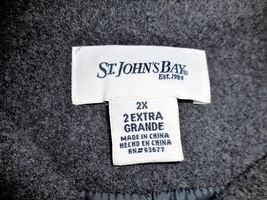 ST. JOHN'S BAY®
Est. 1984
2X
2 EXTRA
GRANDE
MADE IN CHINA
HECHO EN CHINA
RN#93677